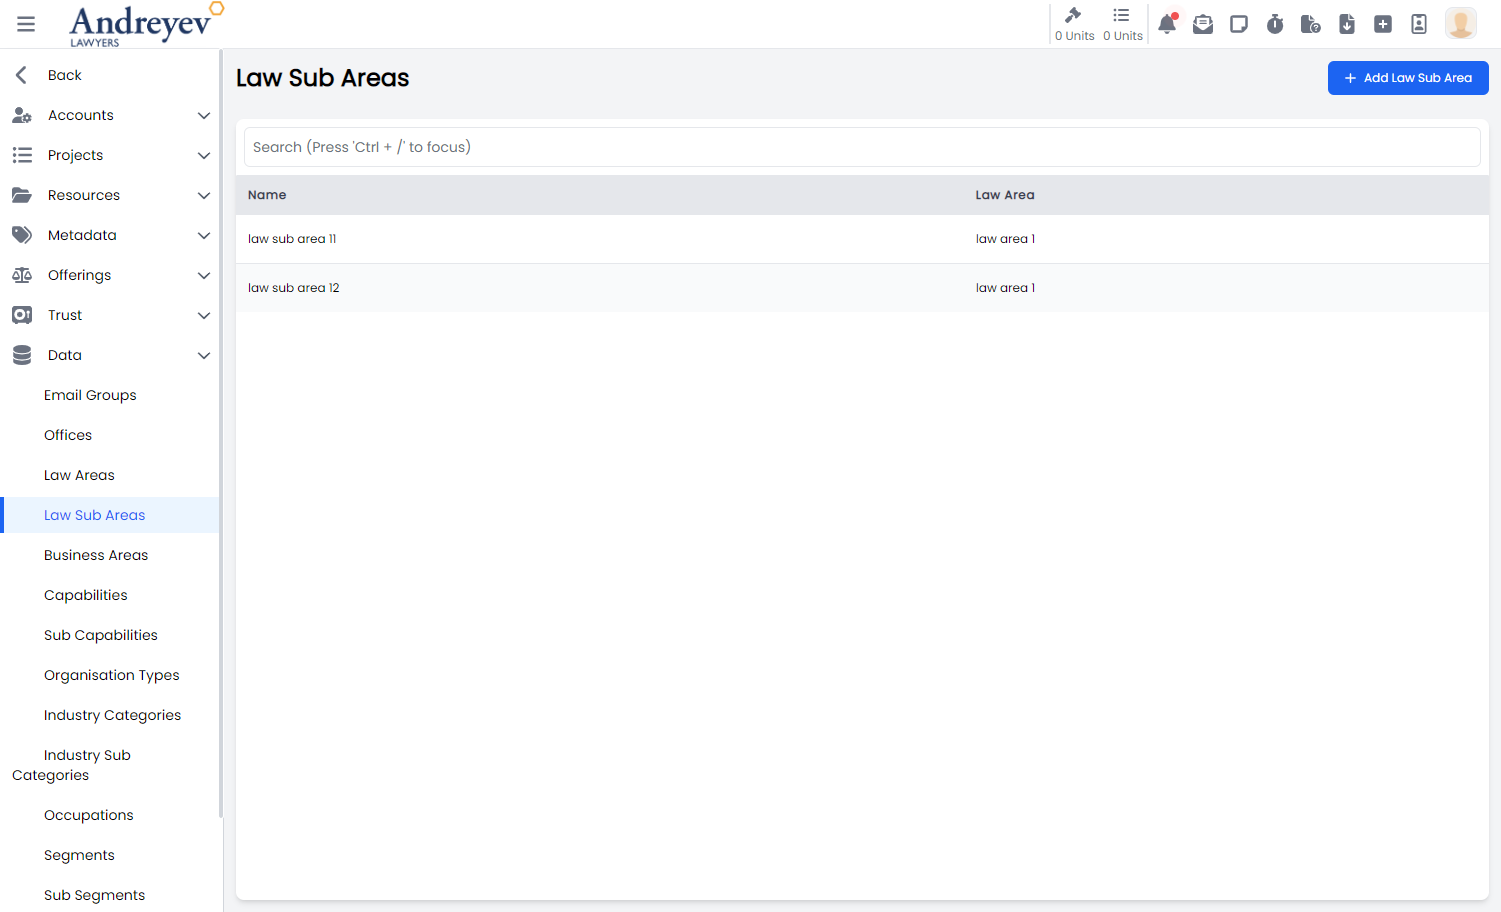 Andreyev
LAWYERS
0 Units
0 Units
Back
Accounts
Projects
Resources
Metadata
Offerings
Trust
Data
Email Groups
Offices
Law Areas
Law Sub Areas
Business Areas
Capabilities
Sub Capabilities
Organisation Types
Industry Categories
Industry Sub
Categories
Occupations
Segments
Sub Segments
Law Sub Areas
Add Law Sub Area
Search (Press 'Ctrl + /' to focus)
Name Law Area
law sub area 11 law area 1
law sub area 12 law area 1